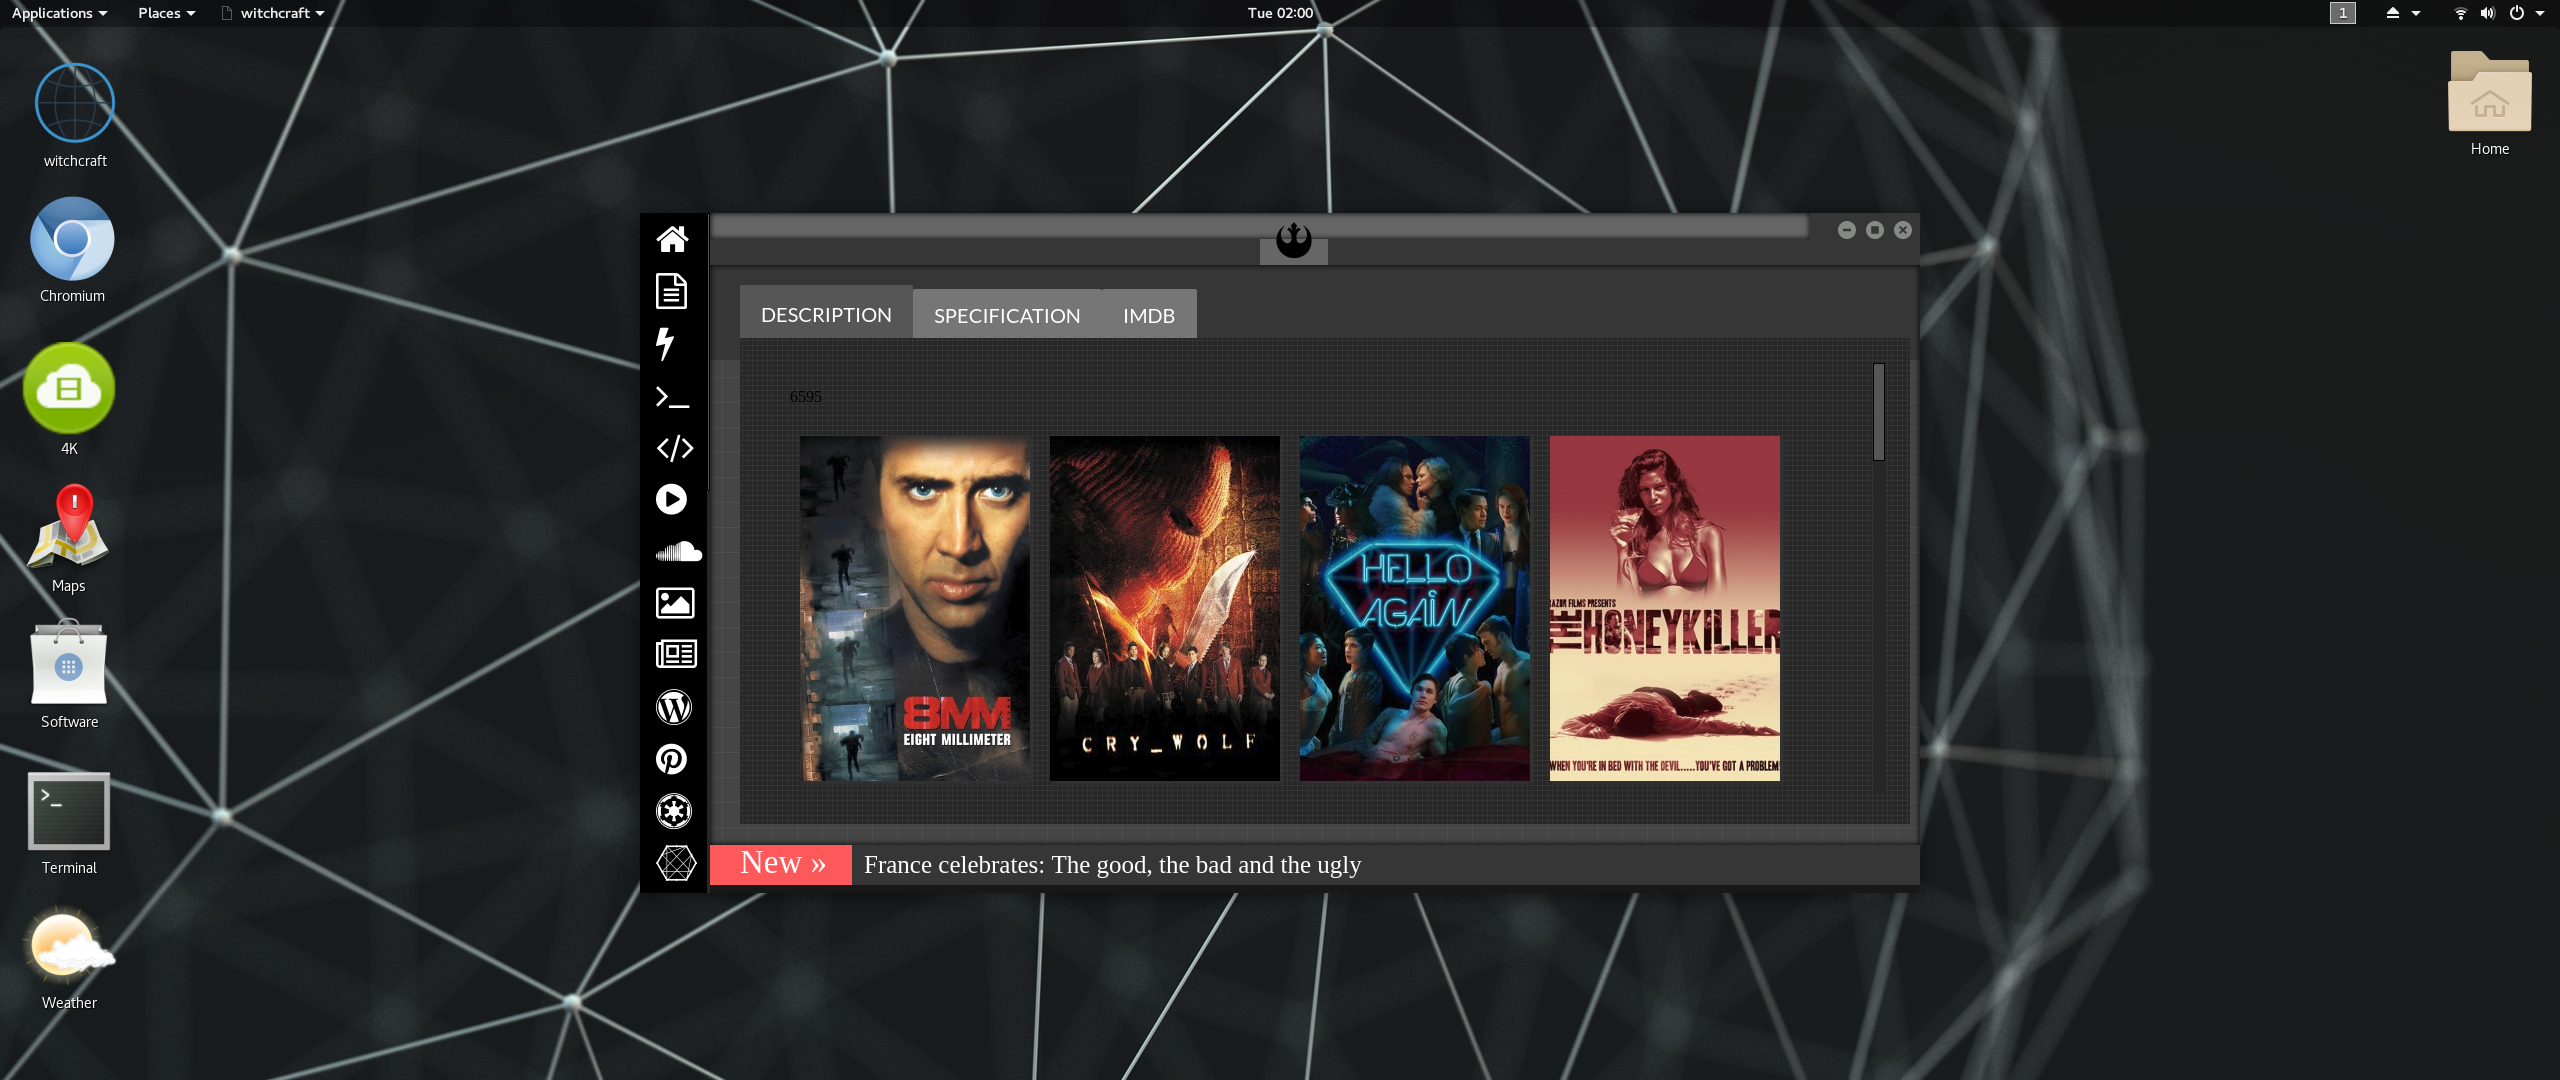 Applications Places witchcraft Tue 02:00 1
witchcraft
Chromium
4K
Maps
Software
>_
Terminal
Weather
Home
DESCRIPTION SPECIFICATION IMDB
6595
8MM
EIGHT MILLIMETER
CRY_WOLF
HELLO
AGAIN
RAZOR FILMS PRESENTS
THE HONEYKILLER
WHEN YOU'RE IN BED WITH THE DEVIL.....YOU'VE GOT A PROBLEM
New » France celebrates: The good, the bad and the ugly